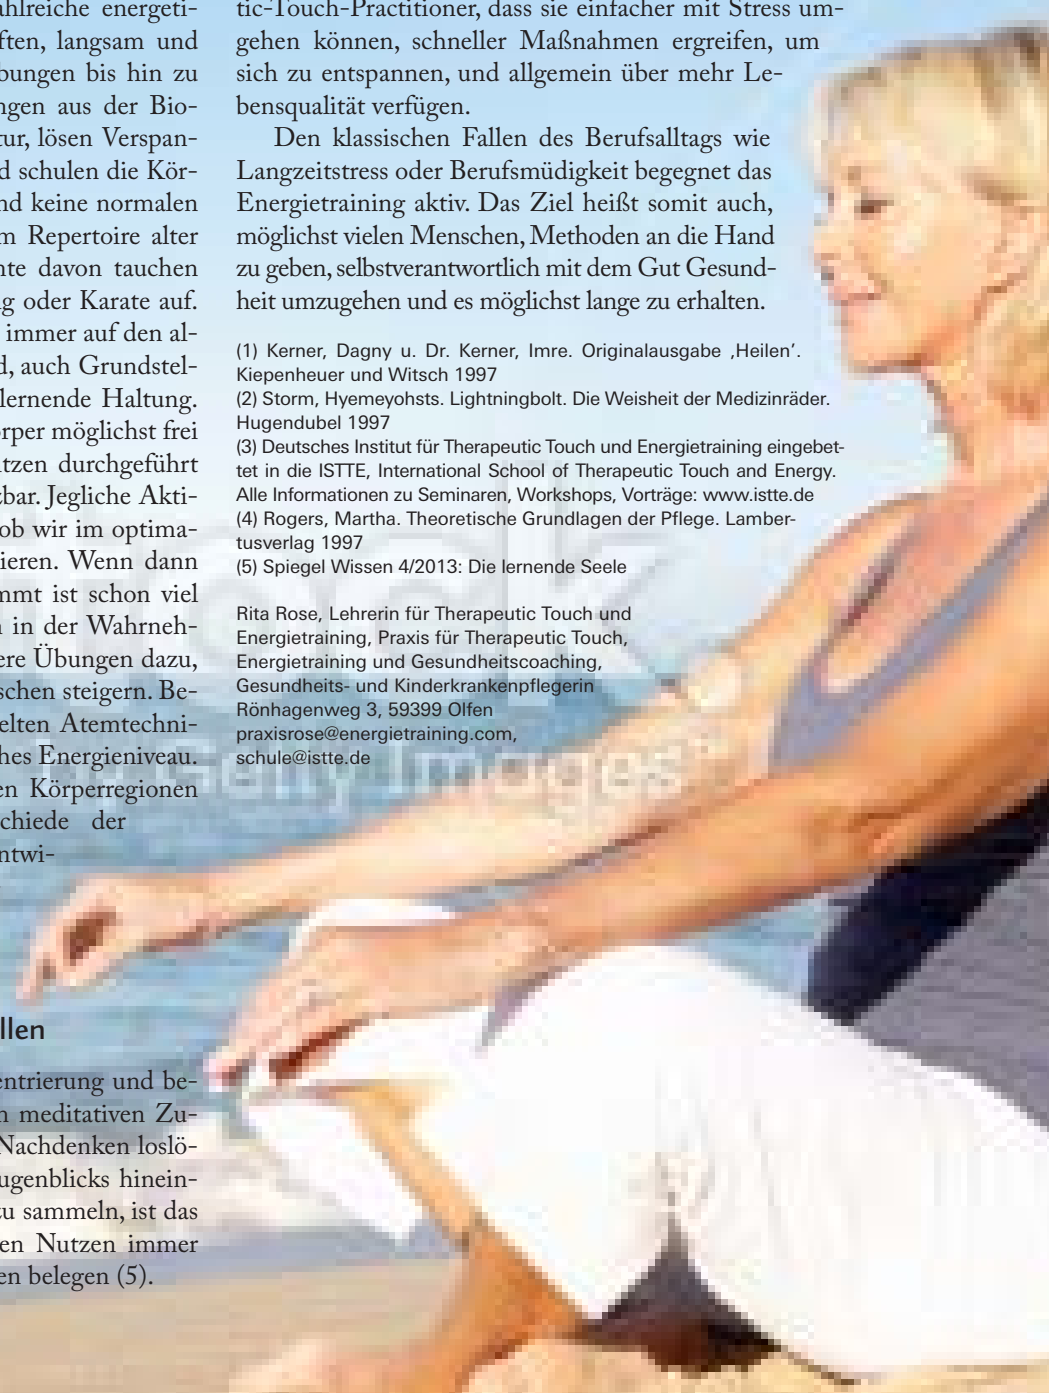 ahlreiche energeti-
ften, langsam und
bungen bis hin zu
ngen aus der Bio-
tur, lösen Verspan-
d schulen die Kör-
nd keine normalen
m Repertoire alter
nte davon tauchen
g oder Karate auf.
immer auf den al-
d, auch Grundstel-
lernende Haltung.
örper möglichst frei
itzen durchgeführt
zbar. Jegliche Akti-
ob wir im optima-
ieren. Wenn dann
mmt ist schon viel
n in der Wahrneh-
ere Übungen dazu,
schen steigern. Be-
elten Atemtechni-
hes Energieniveau.
en Körperregionen
chiede der
ntwi-
llen
entrierung und be-
n meditativen Zu-
Nachdenken loslö-
ugenblicks hinein-
zu sammeln, ist das
en Nutzen immer
en belegen (5).
tic-Touch-Practitioner, dass sie einfacher mit Stress um-
gehen können, schneller Maßnahmen ergreifen, um
sich zu entspannen, und allgemein über mehr Le-
bensqualität verfügen.
Den klassischen Fallen des Berufsalltags wie
Langzeitstress oder Berufsmüdigkeit begegnet das
Energietraining aktiv. Das Ziel heißt somit auch,
möglichst vielen Menschen, Methoden an die Hand
zu geben, selbstverantwortlich mit dem Gut Gesund-
heit umzugehen und es möglichst lange zu erhalten.
(1) Kerner, Dagny u. Dr. Kerner, Imre. Originalausgabe ‚Heilen’.
Kiepenheuer und Witsch 1997
(2) Storm, Hyemeyohsts. Lightningbolt. Die Weisheit der Medizinräder.
Hugendubel 1997
(3) Deutsches Institut für Therapeutic Touch und Energietraining eingebet-
tet in die ISTTE, International School of Therapeutic Touch and Energy.
Alle Informationen zu Seminaren, Workshops, Vorträge: www.istte.de
(4) Rogers, Martha. Theoretische Grundlagen der Pflege. Lamber-
tusverlag 1997
(5) Spiegel Wissen 4/2013: Die lernende Seele
Rita Rose, Lehrerin für Therapeutic Touch und
Energietraining, Praxis für Therapeutic Touch,
Energietraining und Gesundheitscoaching,
Gesundheits- und Kinderkrankenpflegerin
Rönhagenweg 3, 59399 Olfen
praxisrose@energietraining.com,
schule@istte.de